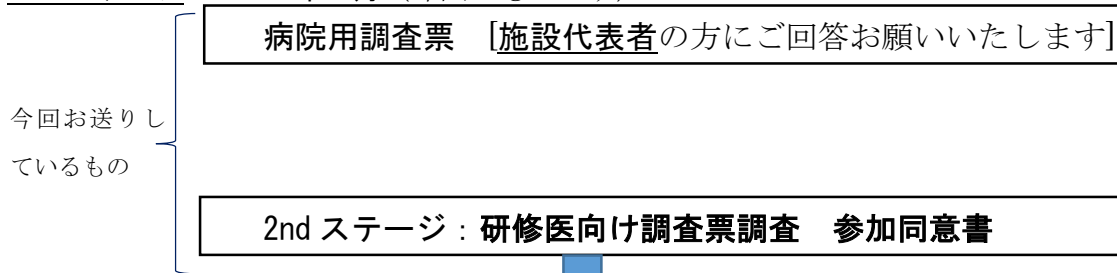 病院用調査票 [施設代表者の方にご回答お願いいたします]
今回お送りし
ているもの
2nd ステージ：研修医向け調査票調査 参加同意書